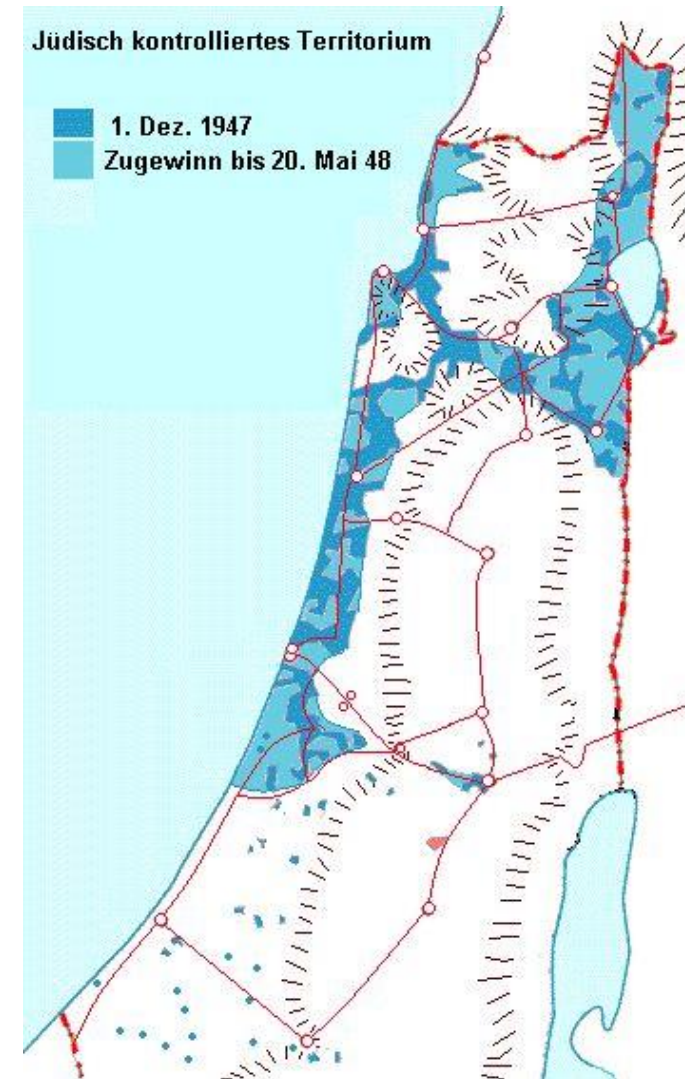 Jüdisch kontrolliertes Territorium
1. Dez. 1947
Zugewinn bis 20. Mai 48